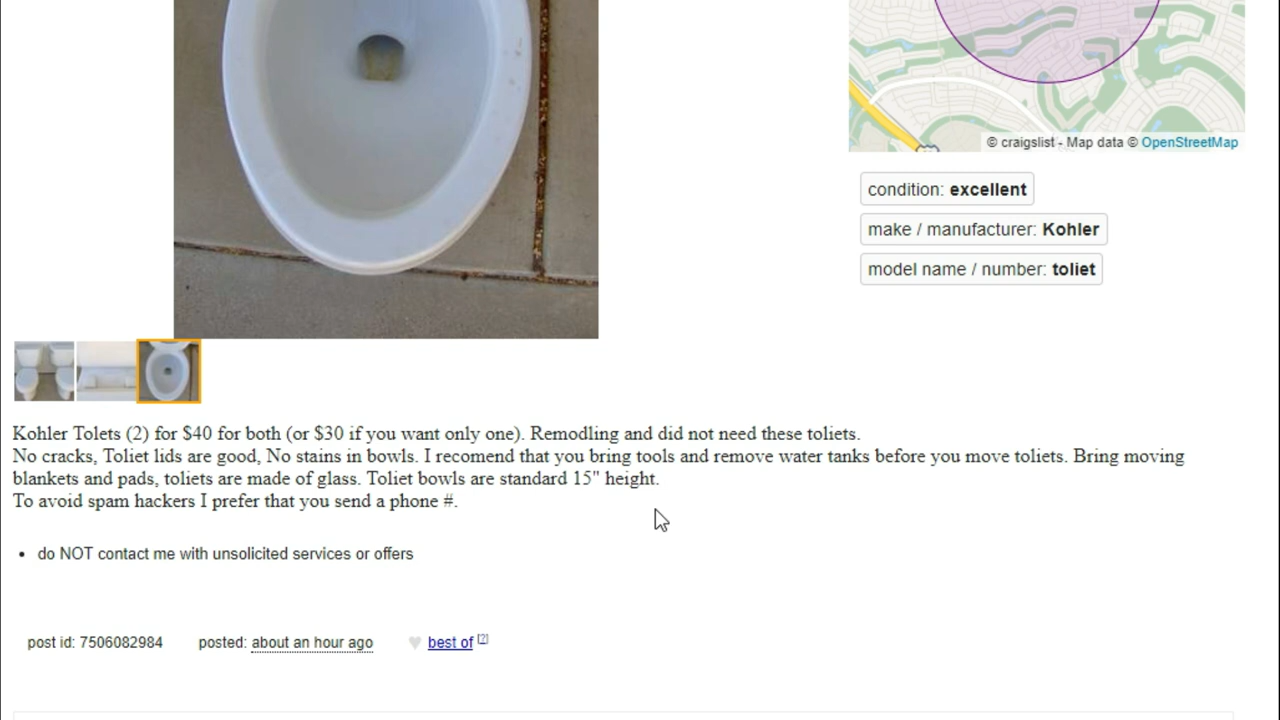 © craigslist - Map data © OpenStreetMap
condition: excellent
make / manufacturer: Kohler
model name / number: toliet
Kohler Tolets (2) for $40 for both (or $30 if you want only one). Remodling and did not need these toliets.
No cracks, Toliet lids are good, No stains in bowls. I recomend that you bring tools and remove water tanks before you move toliets. Bring moving
blankets and pads, toliets are made of glass. Toliet bowls are standard 15" height.
To avoid spam hackers I prefer that you send a phone #.
• do NOT contact me with unsolicited services or offers
post id: 7506082984 posted: about an hour ago ♥ best of [?]